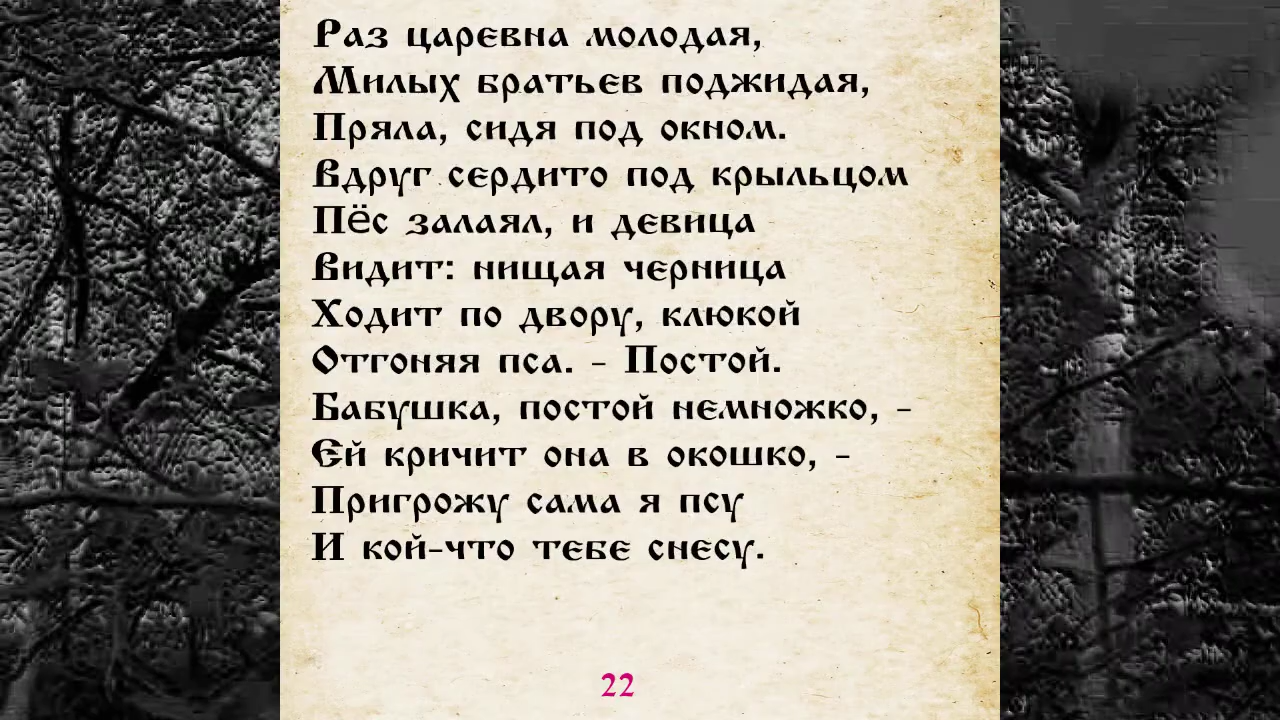 Раз царевна молодая,
Милых братьев поджидая,
Пряла, сидя под окном.
Вдруг сердито под крыльцом
Пёс залаял, и девица
Видит: нищая черница
Ходит по двору, клюкой
Отгоняя пса. – Постой.
Бабушка, постой немножко, –
Ей кричит она в окошко, –
Пригрожу сама я псу
И кой-что тебе снесу.
22